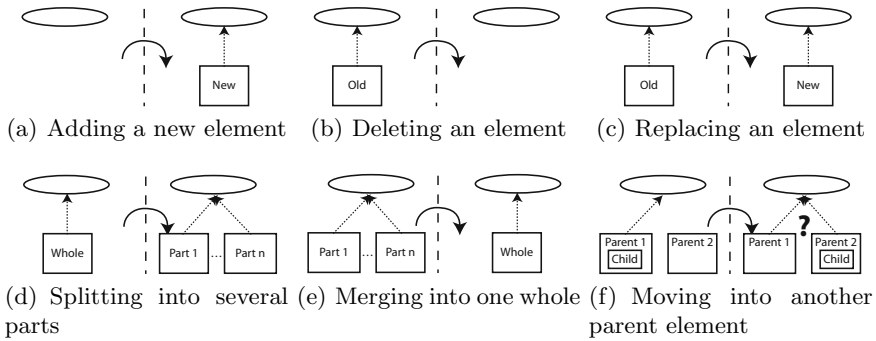 New
Old
Old
New
(a) Adding a new element
(b) Deleting an element
(c) Replacing an element
Whole
Part 1
...
Part n
Part 1
...
Part n
Whole
Parent 1
Child
Parent 2
Parent 1
?
Parent 2
Child
(d) Splitting into several
parts
(e) Merging into one whole
(f) Moving into another
parent element